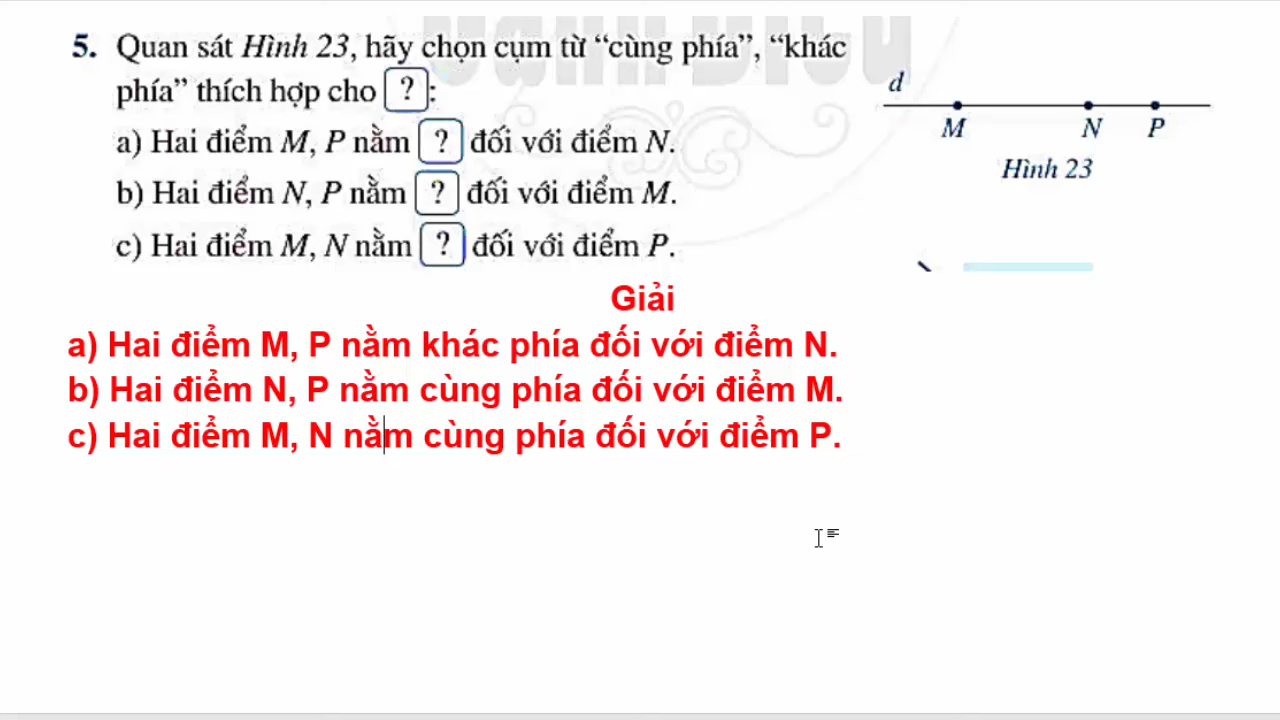 5. Quan sát Hình 23, hãy chọn cụm từ “cùng phía”, “khác
phía” thích hợp cho ? :
a) Hai điểm M, P nằm ? đối với điểm N.
b) Hai điểm N, P nằm ? đối với điểm M.
c) Hai điểm M, N nằm ? đối với điểm P.
d
M N P
Hình 23
Giải
a) Hai điểm M, P nằm khác phía đối với điểm N.
b) Hai điểm N, P nằm cùng phía đối với điểm M.
c) Hai điểm M, N nằm cùng phía đối với điểm P.